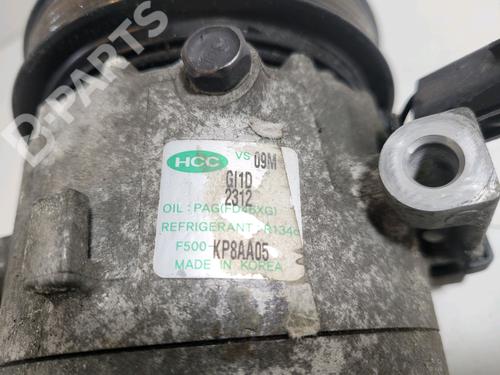 B-PARTS
HCC VS 09M
GI1D
2312
OIL : PAG(FD46XG)
REFRIGERANT : R134a
F500-KP8AA05
MADE IN KOREA